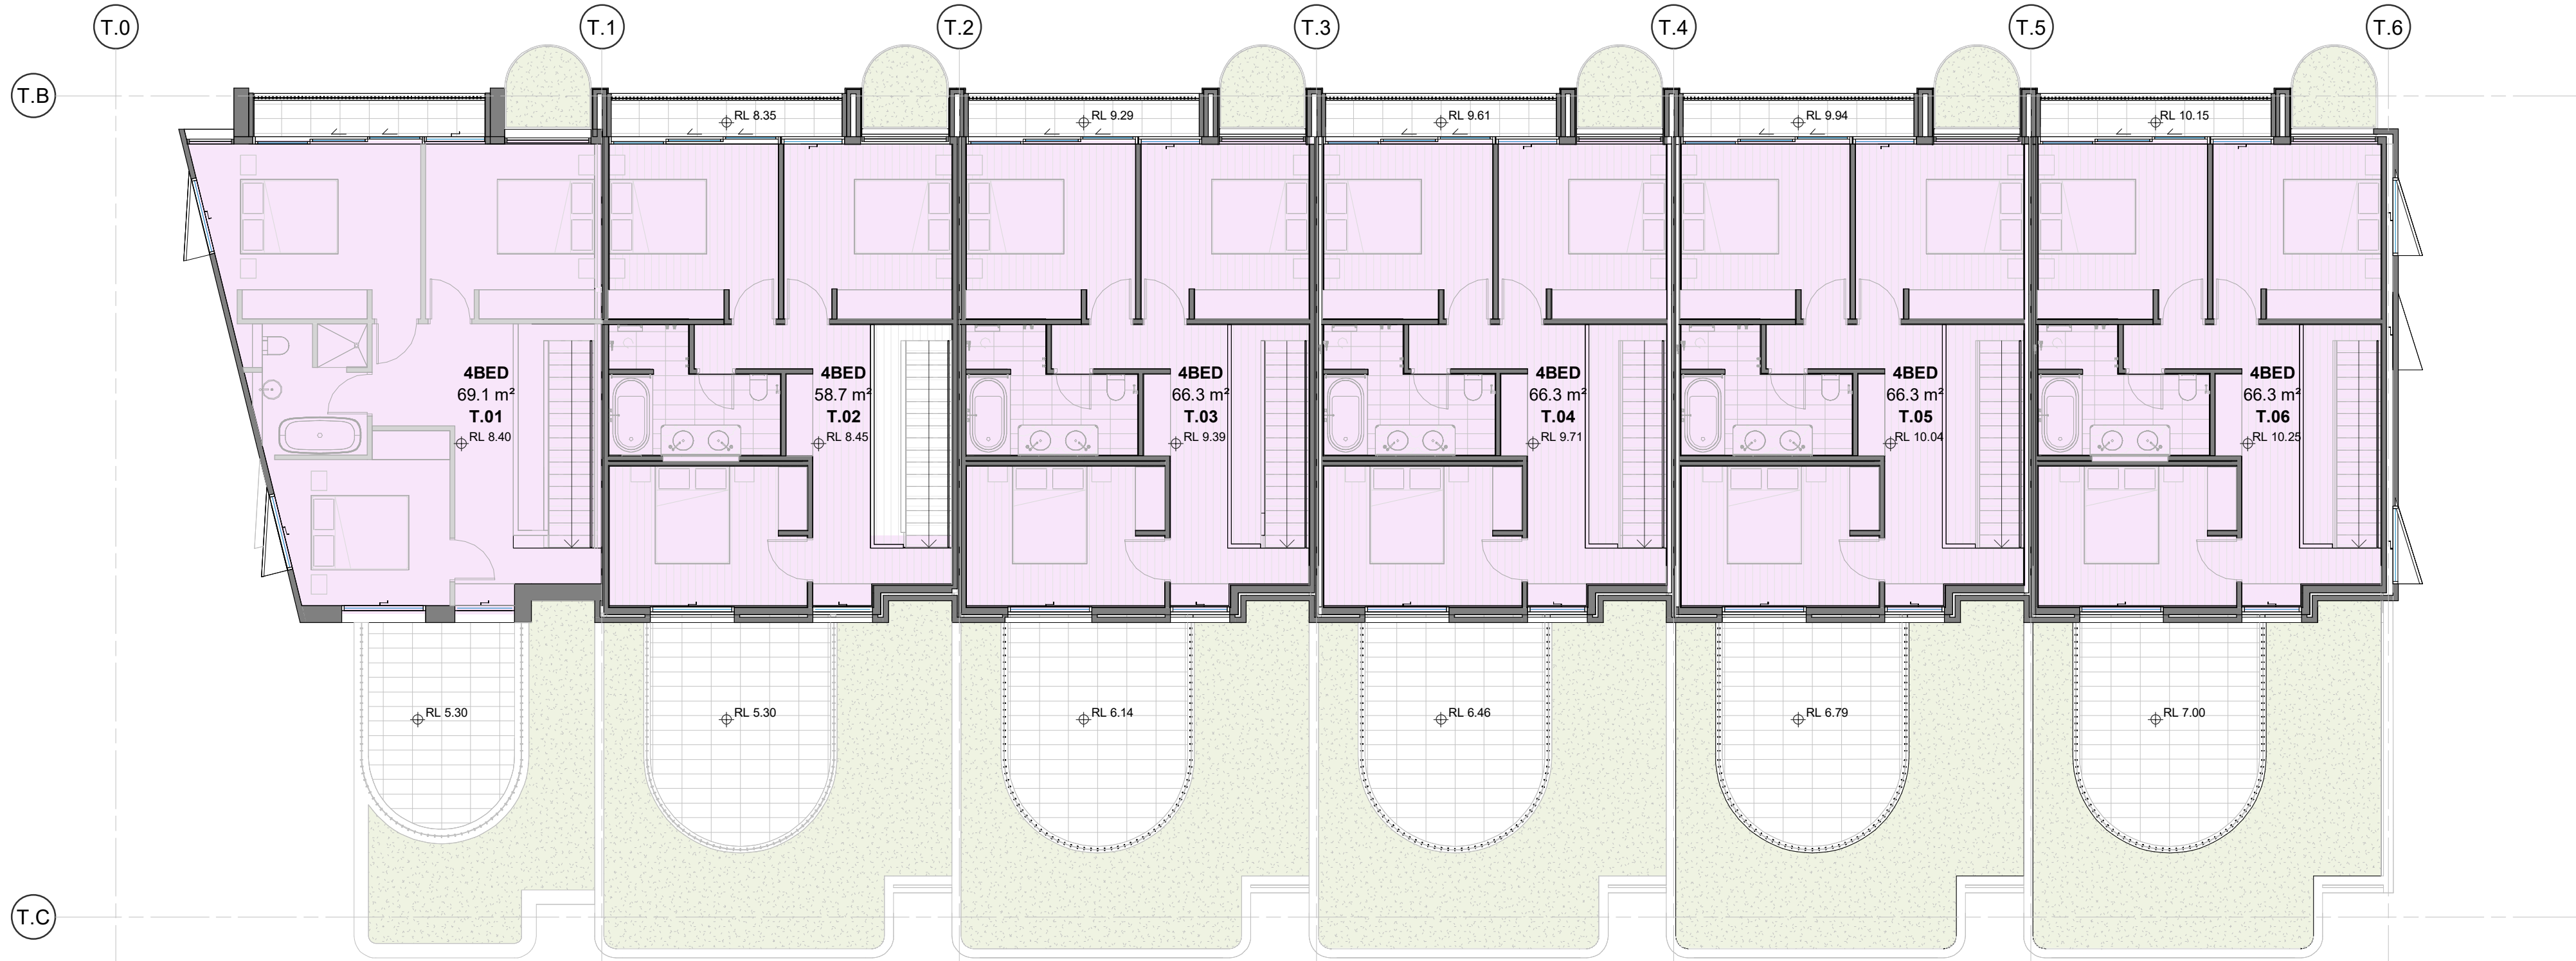 T.0
T.1
T.2
T.3
T.4
T.5
T.6
T.B
RL 8.35
RL 9.29
RL 9.61
RL 9.94
RL 10.15
4BED
69.1 m²
T.01
RL 8.40
4BED
58.7 m²
T.02
RL 8.45
4BED
66.3 m²
T.03
RL 9.39
4BED
66.3 m²
T.04
RL 9.71
4BED
66.3 m²
T.05
RL 10.04
4BED
66.3 m²
T.06
RL 10.25
RL 5.30
RL 5.30
RL 6.14
RL 6.46
RL 6.79
RL 7.00
T.C